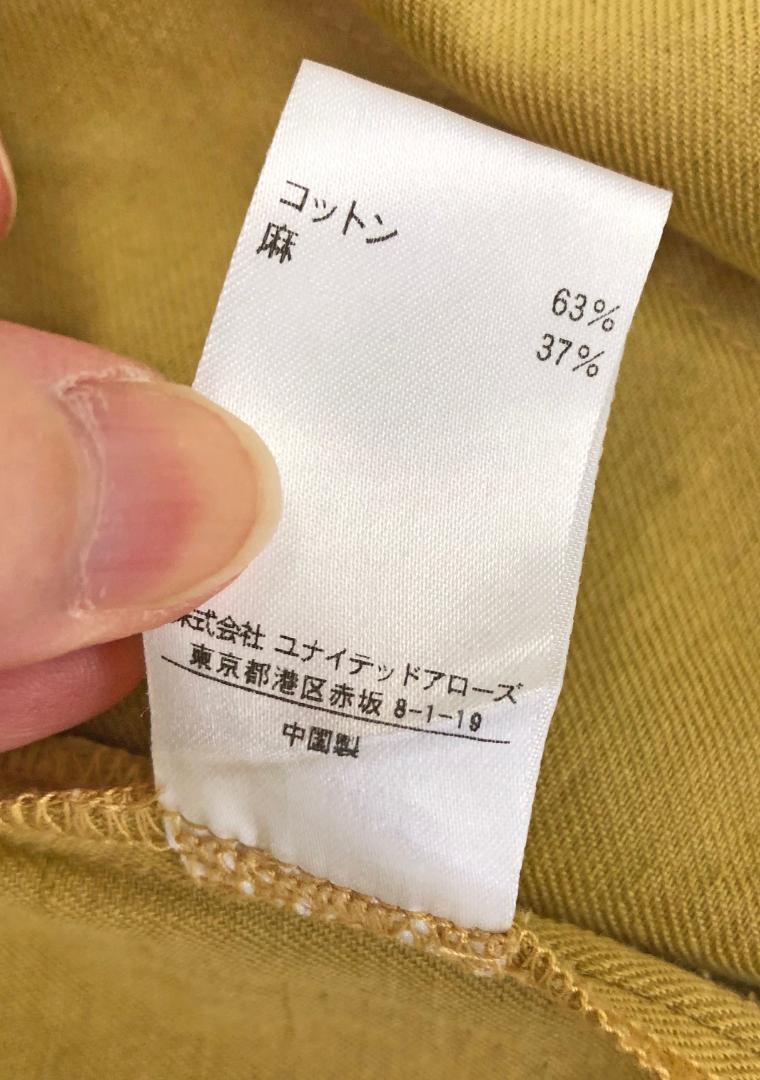 コットン 63%
麻 37%
株式会社 ユナイテッドアローズ
東京都港区赤坂 8-1-19
中国製